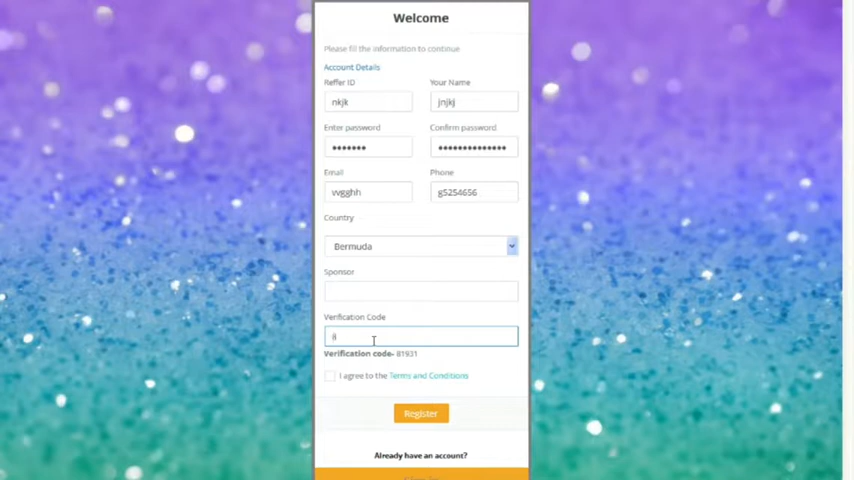 Welcome
Please fill the information to continue
Account Details
Reffer ID Your Name
nkjk jnjkj
Enter password Confirm password
••••••• ••••••••••••••
Email Phone
vvgghh g5254656
Country
Bermuda
Sponsor
Verification Code
Verification code- 81931
I agree to the Terms and Conditions
Register
Already have an account?